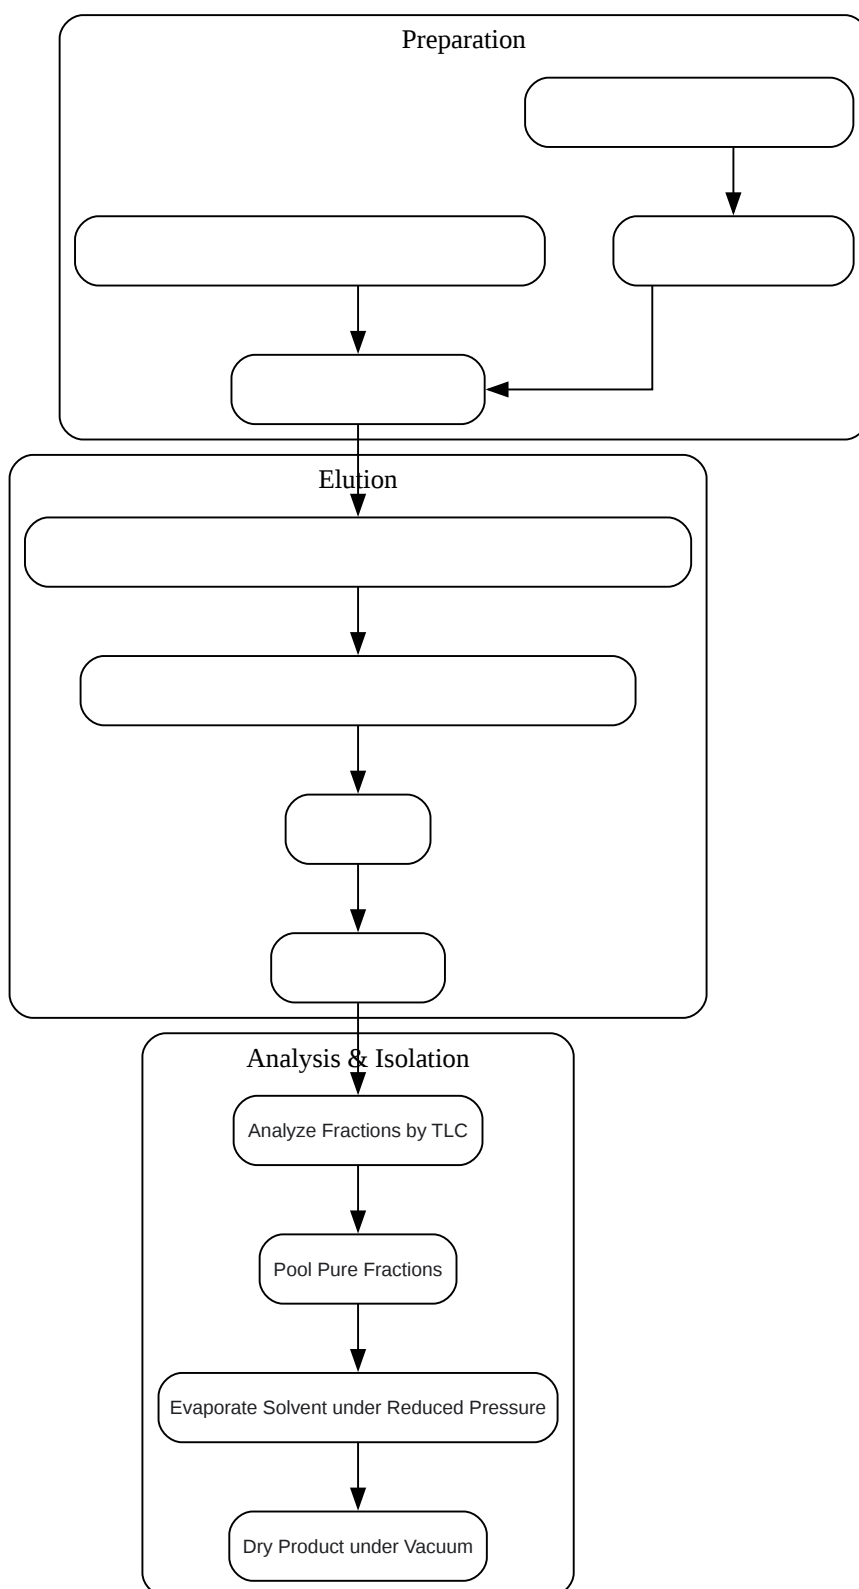 Preparation
Elution
Analysis & Isolation
Analyze Fractions by TLC
Pool Pure Fractions
Evaporate Solvent under Reduced Pressure
Dry Product under Vacuum